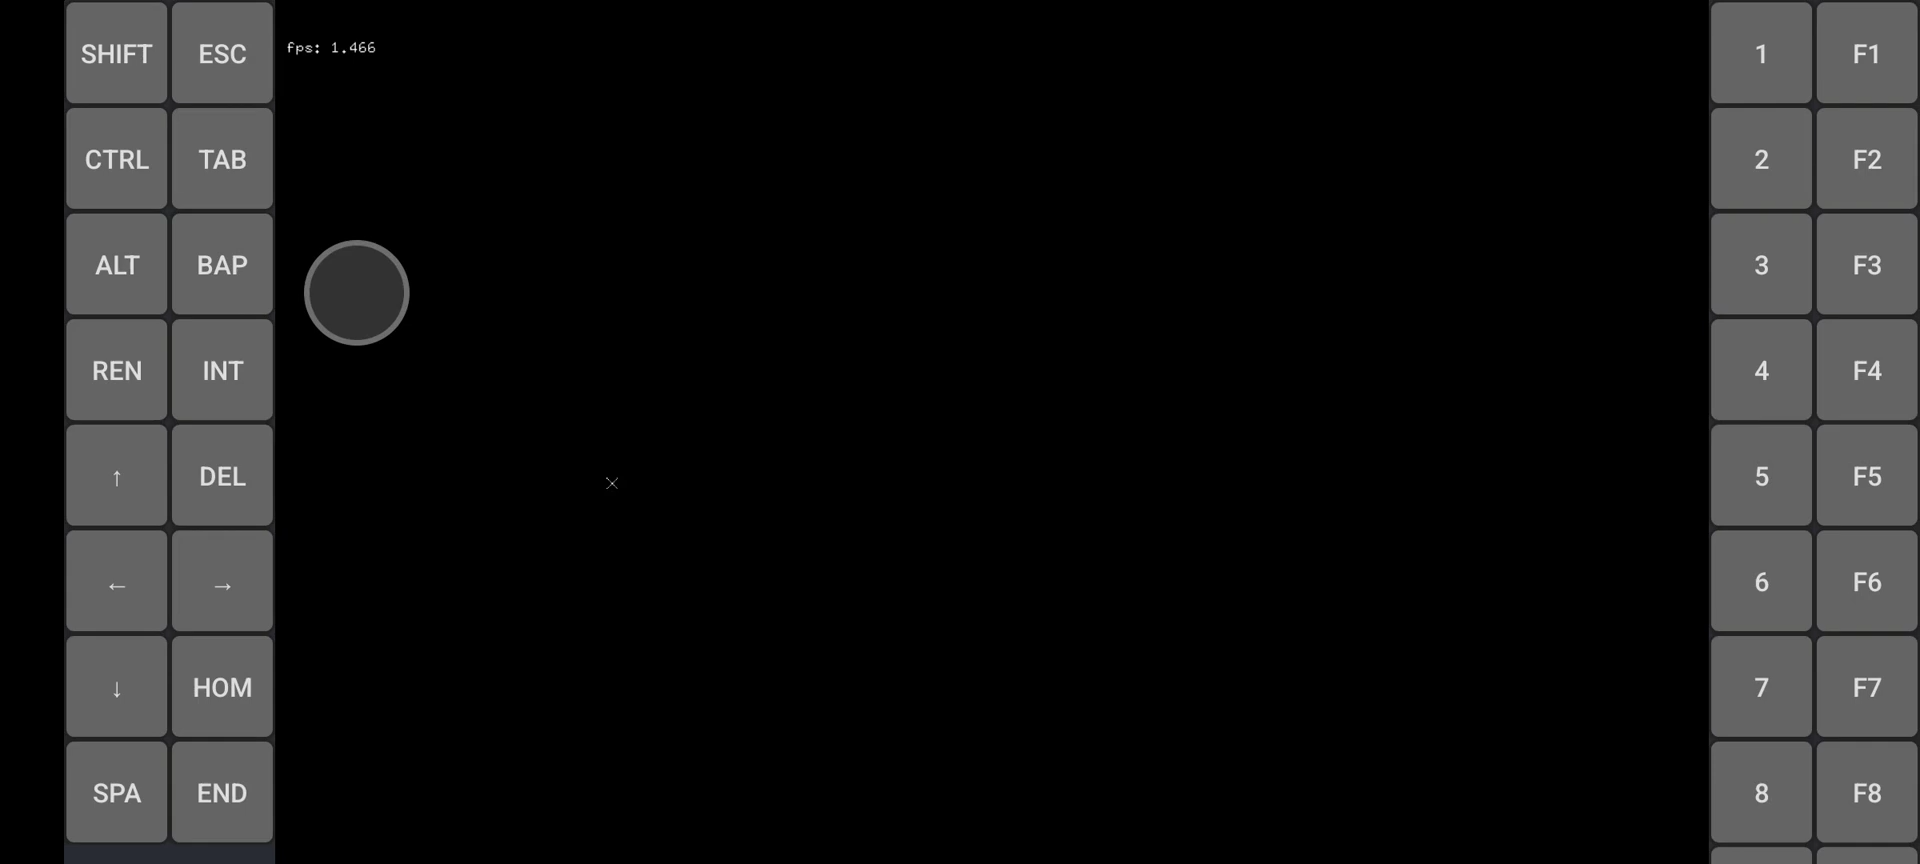 SHIFT ESC
fps: 1.466
1 F1
CTRL TAB
2 F2
ALT BAP
3 F3
REN INT
4 F4
↑ DEL
5 F5
← →
6 F6
↓ HOM
7 F7
SPA END
8 F8